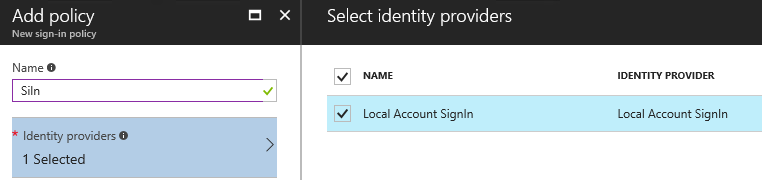 Add policy
New sign-in policy
Name
SiIn
* Identity providers
1 Selected
Select identity providers
NAME IDENTITY PROVIDER
Local Account SignIn Local Account SignIn